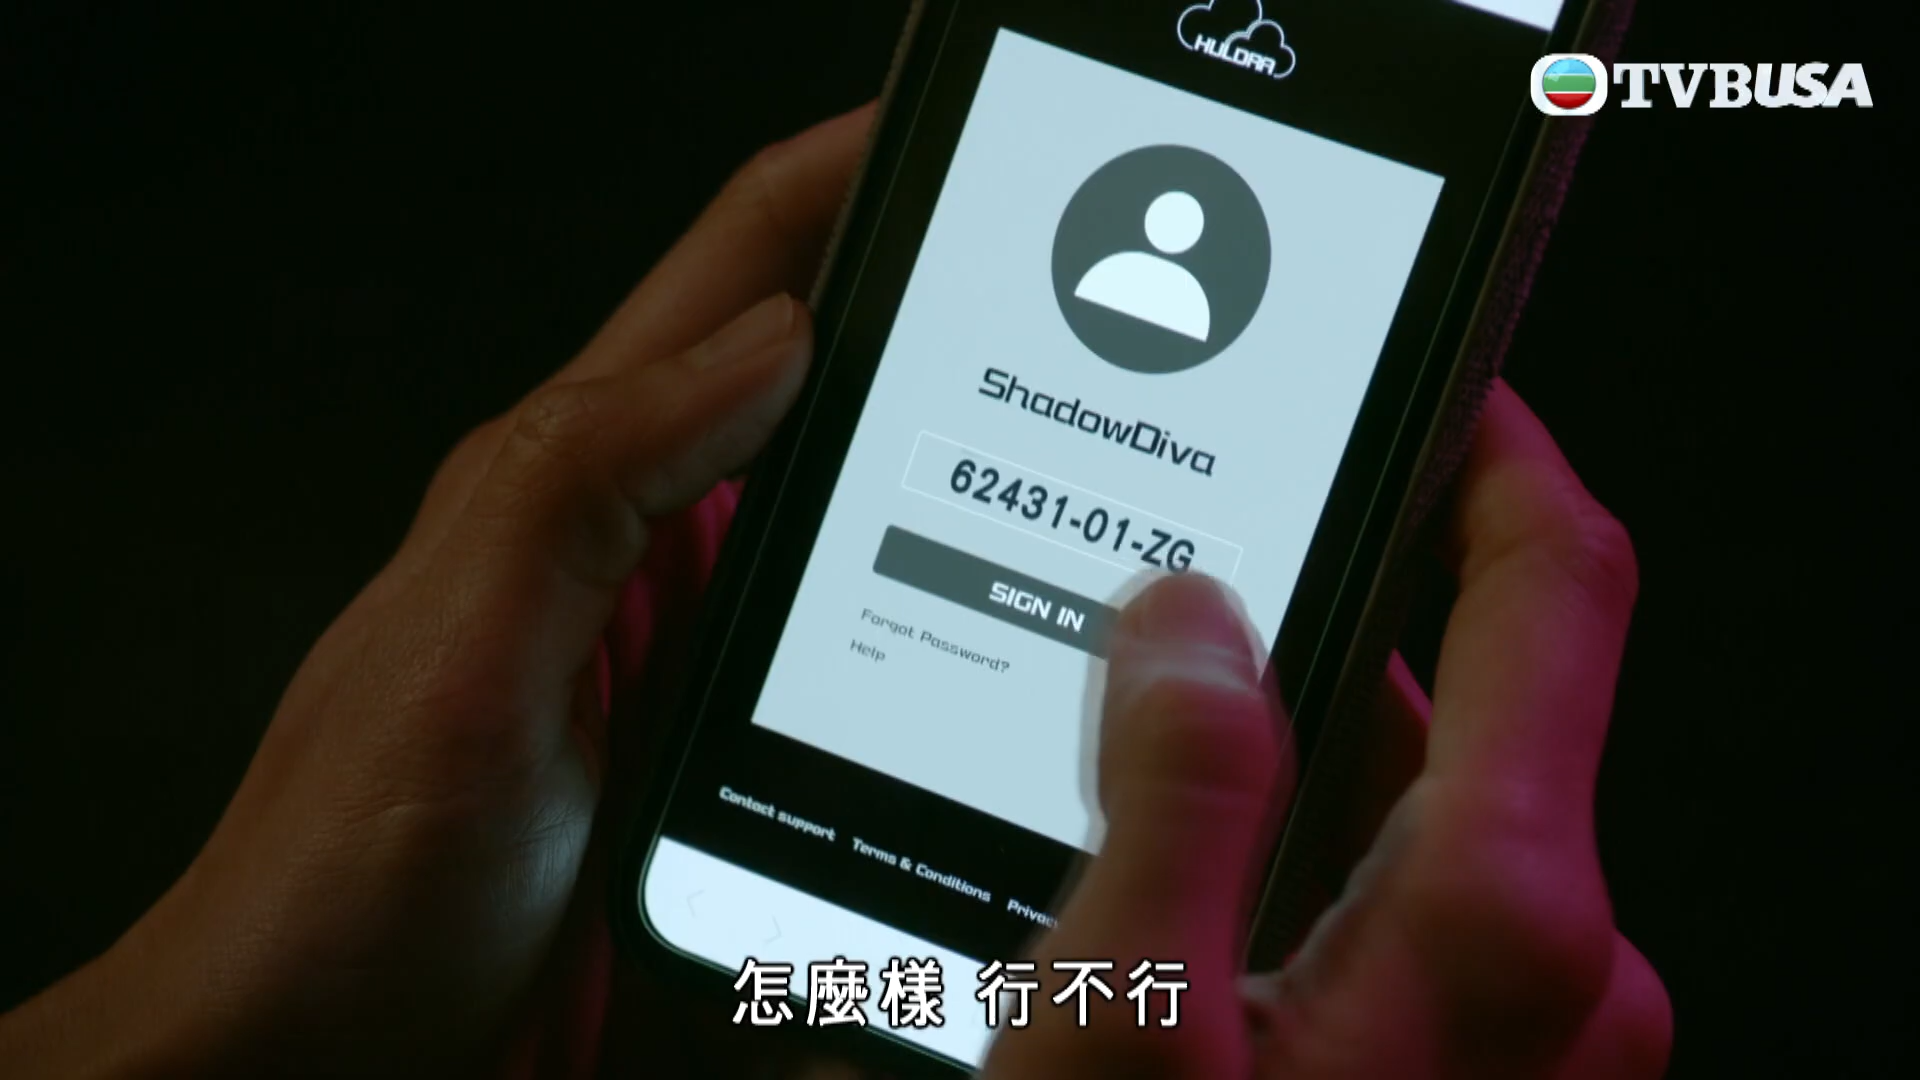 HULDRA
TVBUSA
ShadowDiva
62431-01-ZG
SIGN IN
Forgot Password?
Help
Contact support
Terms & Conditions
怎麼樣 行不行